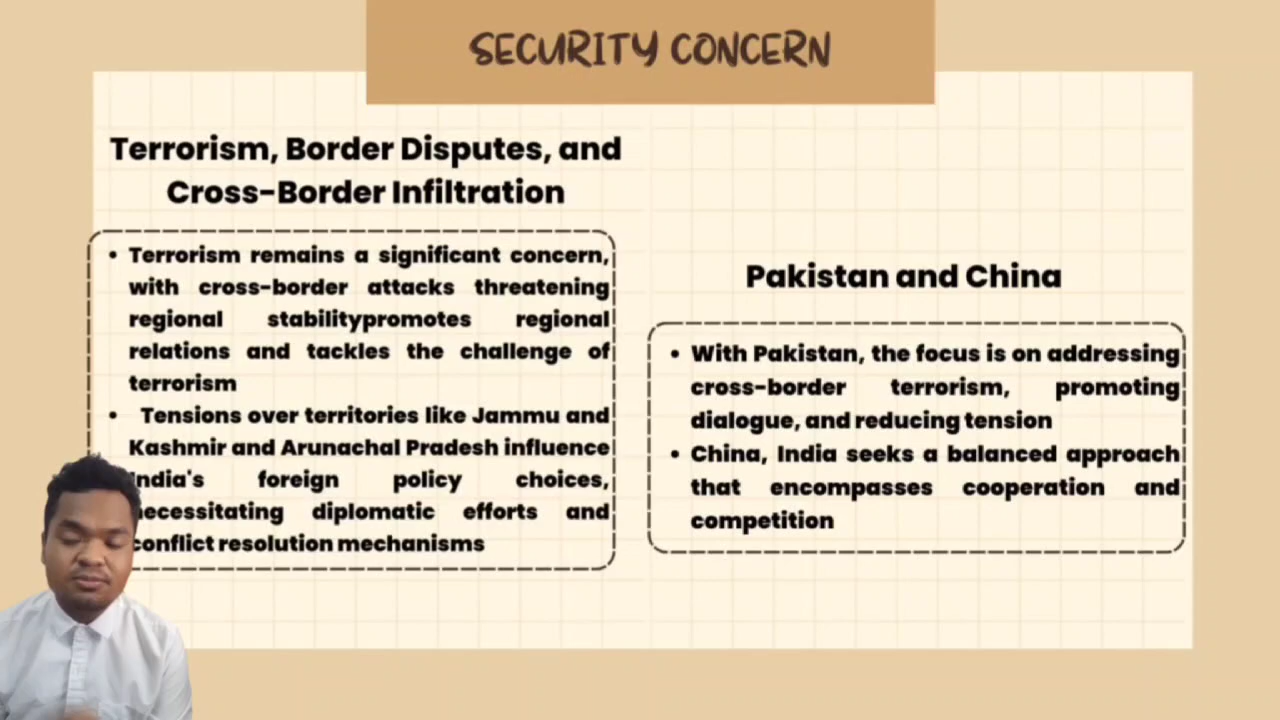 SECURITY CONCERN
Terrorism, Border Disputes, and
Cross-Border Infiltration
• Terrorism remains a significant concern,
with cross-border attacks threatening
regional stabilitypromotes regional
relations and tackles the challenge of
terrorism
• Tensions over territories like Jammu and
Kashmir and Arunachal Pradesh influence
India's foreign policy choices,
necessitating diplomatic efforts and
conflict resolution mechanisms
Pakistan and China
• With Pakistan, the focus is on addressing
cross-border terrorism, promoting
dialogue, and reducing tension
• China, India seeks a balanced approach
that encompasses cooperation and
competition